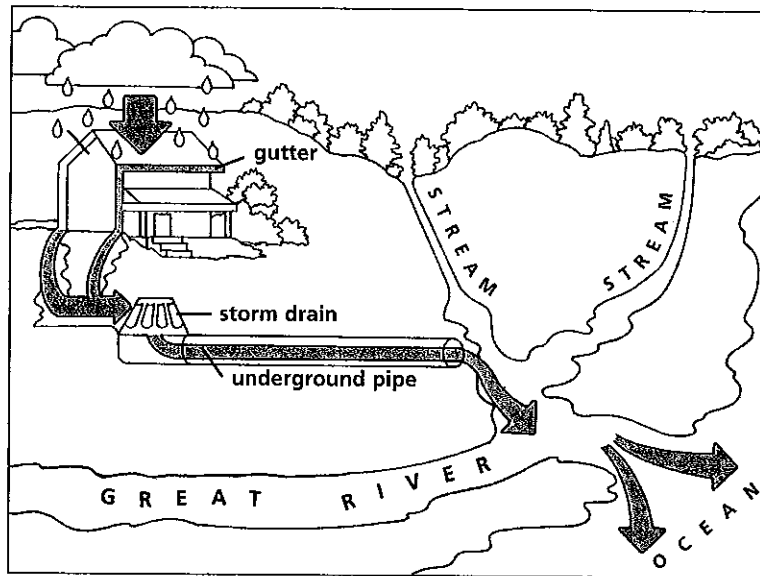 gutter
STREAM
STREAM
storm drain
underground pipe
GREAT RIVER
OCEAN